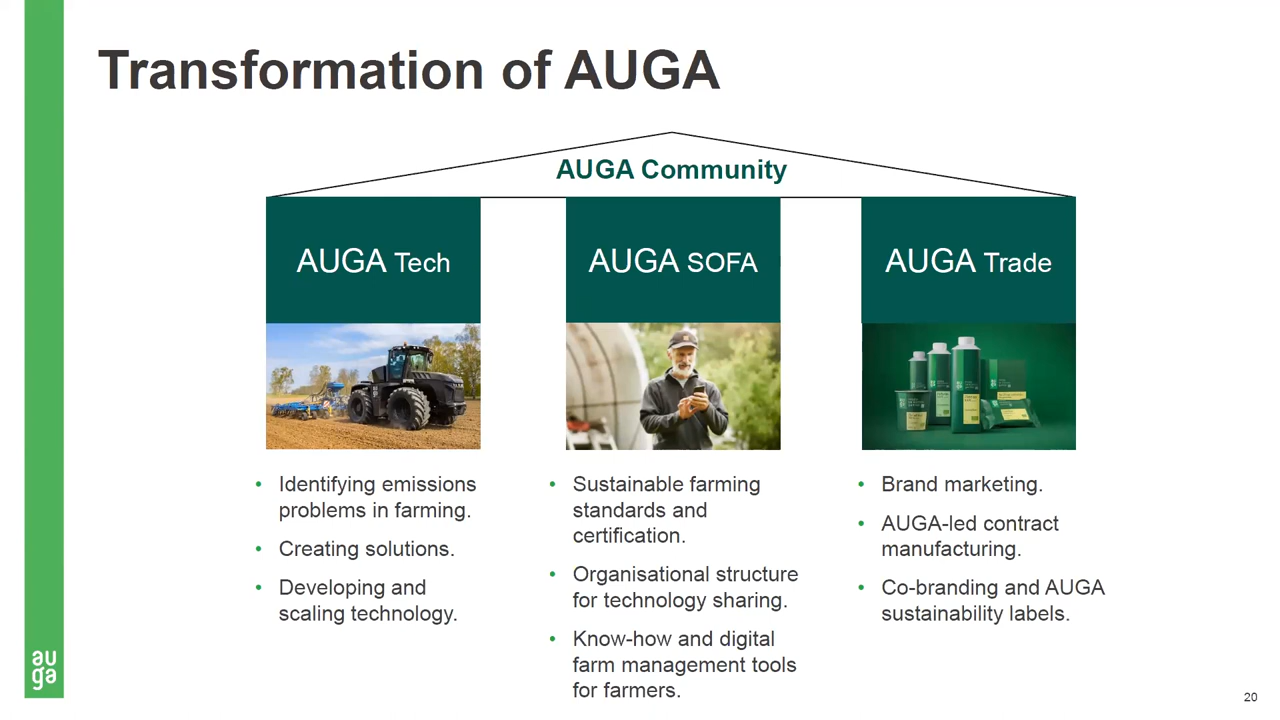 Transformation of AUGA
AUGA Community
AUGA Tech
AUGA SOFA
AUGA Trade
• Identifying emissions
problems in farming.
• Creating solutions.
• Developing and
scaling technology.
• Sustainable farming
standards and
certification.
• Organisational structure
for technology sharing.
• Know-how and digital
farm management tools
for farmers.
• Brand marketing.
• AUGA-led contract
manufacturing.
• Co-branding and AUGA
sustainability labels.
au
ga
20